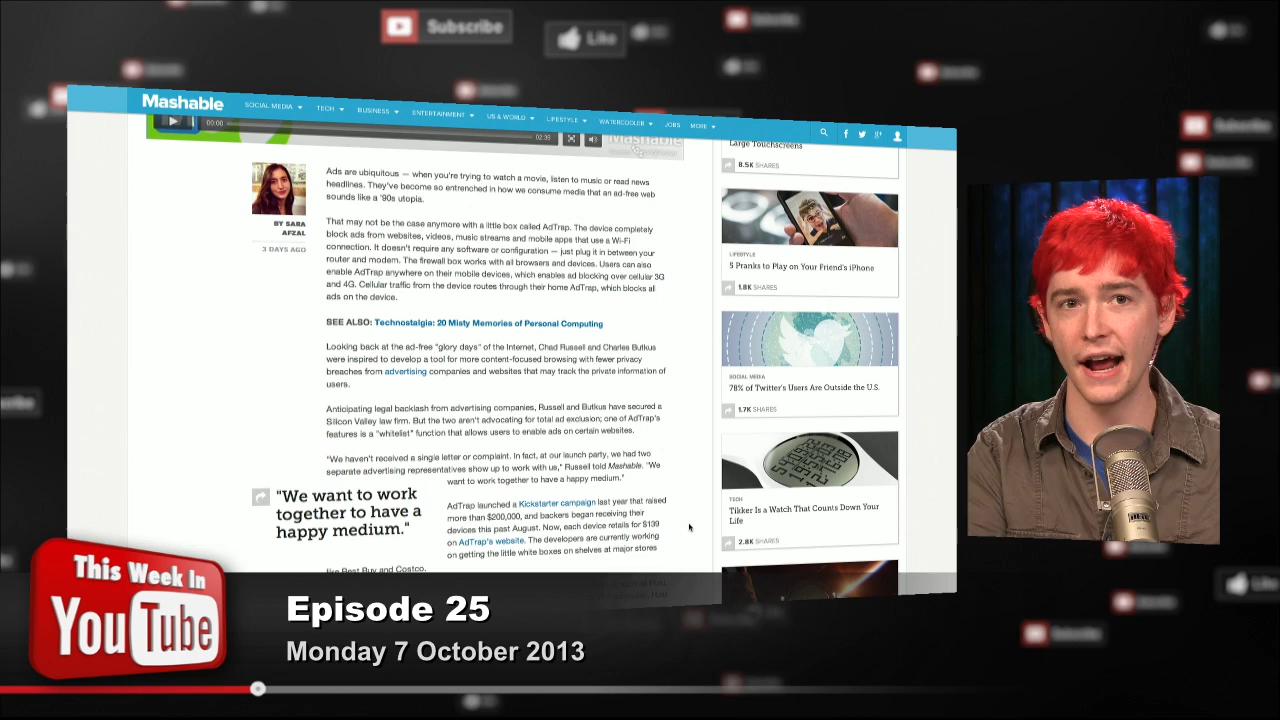 Subscribe
Like
Mashable
SOCIAL MEDIA
TECH
BUSINESS
ENTERTAINMENT
US & WORLD
LIFESTYLE
WATERCOOLER
JOBS
MORE
00:00
02:35
Mashable
BY SARA
AFZAL
3 DAYS AGO
Ads are ubiquitous — when you're trying to watch a movie, listen to music or read news
headlines. They've become so entrenched in how we consume media that an ad-free web
sounds like a '90s utopia.
That may not be the case anymore with a little box called AdTrap. The device completely
block ads from websites, videos, music streams and mobile apps that use a Wi-Fi
connection. It doesn't require any software or configuration — just plug it in between your
router and modem. The firewall box works with all browsers and devices. Users can also
enable AdTrap anywhere on their mobile devices, which enables ad blocking over cellular 3G
and 4G. Cellular traffic from the device routes through their home AdTrap, which blocks all
ads on the device.
SEE ALSO: Technostalgia: 20 Misty Memories of Personal Computing
Looking back at the ad-free "glory days" of the Internet, Chad Russell and Charles Butkus
were inspired to develop a tool for more content-focused browsing with fewer privacy
breaches from advertising companies and websites that may track the private information of
users.
Anticipating legal backlash from advertising companies, Russell and Butkus have secured a
Silicon Valley law firm. But the two aren't advocating for total ad exclusion; one of AdTrap's
features is a "whitelist" function that allows users to enable ads on certain websites.
"We haven't received a single letter or complaint. In fact, at our launch party, we had two
separate advertising representatives show up to work with us," Russell told Mashable. "We
want to work together to have a happy medium."
"We want to work
together to have a
happy medium."
AdTrap launched a Kickstarter campaign last year that raised
more than $200,000, and backers began receiving their
devices this past August. Now, each device retails for $139
on AdTrap's website. The developers are currently working
on getting the little white boxes on shelves at major stores
like Best Buy and Costco.
Large Touchscreens
8.5K SHARES
LIFESTYLE
5 Pranks to Play on Your Friend's iPhone
1.8K SHARES
SOCIAL MEDIA
78% of Twitter's Users Are Outside the U.S.
1.7K SHARES
TECH
Tikker Is a Watch That Counts Down Your
Life
2.8K SHARES
This Week In
YouTube
Episode 25
Monday 7 October 2013